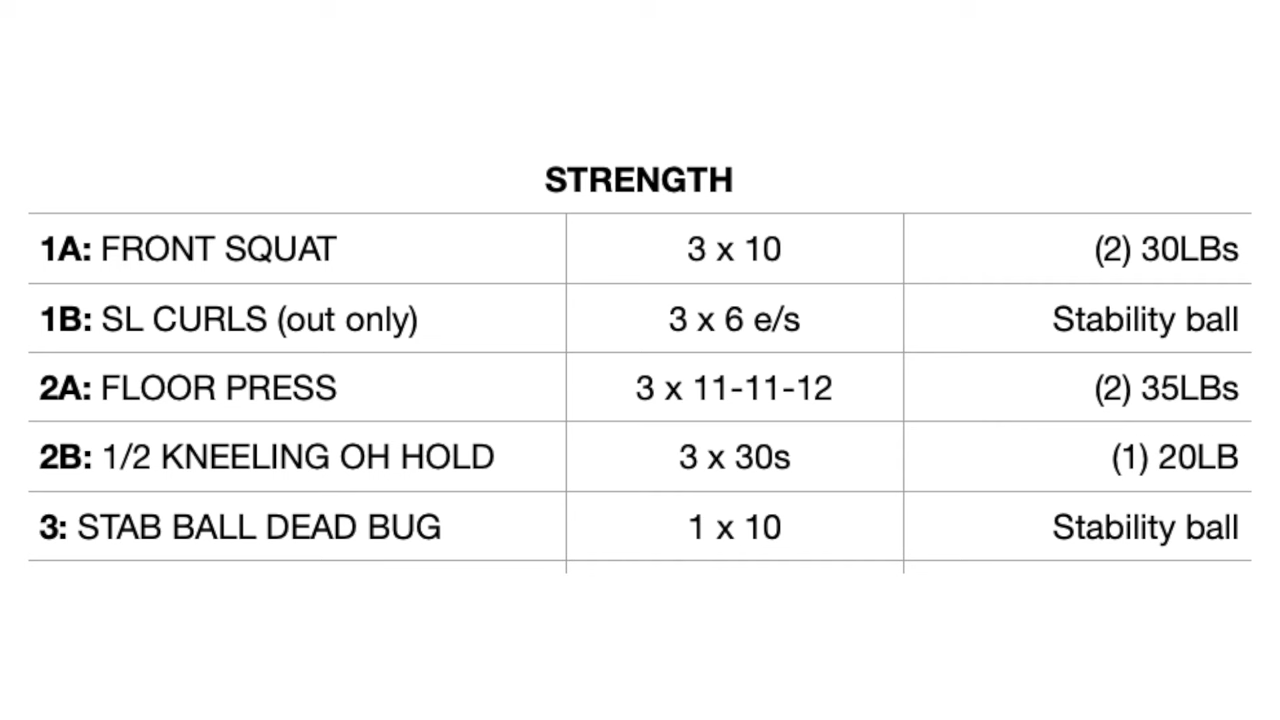 STRENGTH
1A: FRONT SQUAT 3 x 10 (2) 30LBs
1B: SL CURLS (out only) 3 x 6 e/s Stability ball
2A: FLOOR PRESS 3 x 11-11-12 (2) 35LBs
2B: 1/2 KNEELING OH HOLD 3 x 30s (1) 20LB
3: STAB BALL DEAD BUG 1 x 10 Stability ball